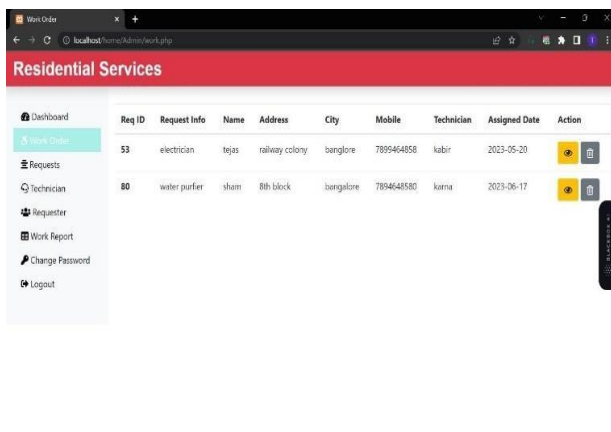 Work Order
localhost/home/Admin/work.php
Residential Services
Dashboard
Work Order
Requests
Technician
Requester
Work Report
Change Password
Logout
Req ID Request Info Name Address City Mobile Technician Assigned Date Action
53 electrician tejas railway colony banglore 7899464858 kabir 2023-05-20
80 water purfier sham 8th block bangalore 7894648580 karna 2023-06-17
BLACKBOX AI